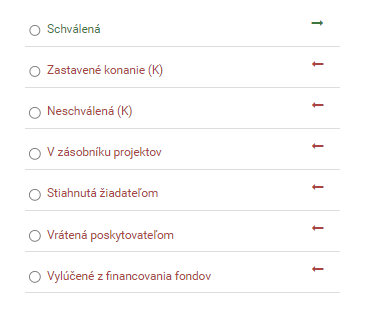 Schválená
Zastavené konanie (K)
Neschválená (K)
V zásobníku projektov
Stiahnutá žiadateľom
Vrátená poskytovateľom
Vylúčené z financovania fondov